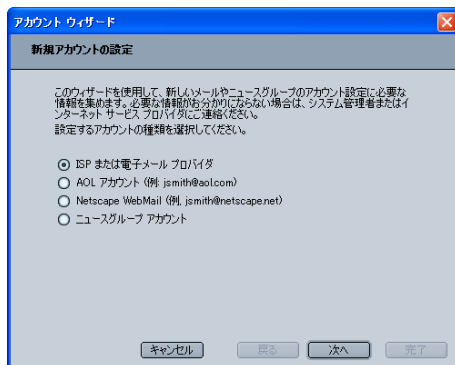 アカウント ウィザード
新規アカウントの設定
このウィザードを使用して、新しいメールやニュースグループのアカウント設定に必要な
情報を集めます。必要な情報がお分かりにならない場合は、システム管理者またはイ
ンターネット サービス プロバイダにご連絡ください。
設定するアカウントの種類を選択してください。
ISP または電子メール プロバイダ
AOL アカウント (例: jsmith@aol.com)
Netscape WebMail (例, jsmith@netscape.net)
ニュースグループ アカウント
キャンセル 戻る 次へ 完了